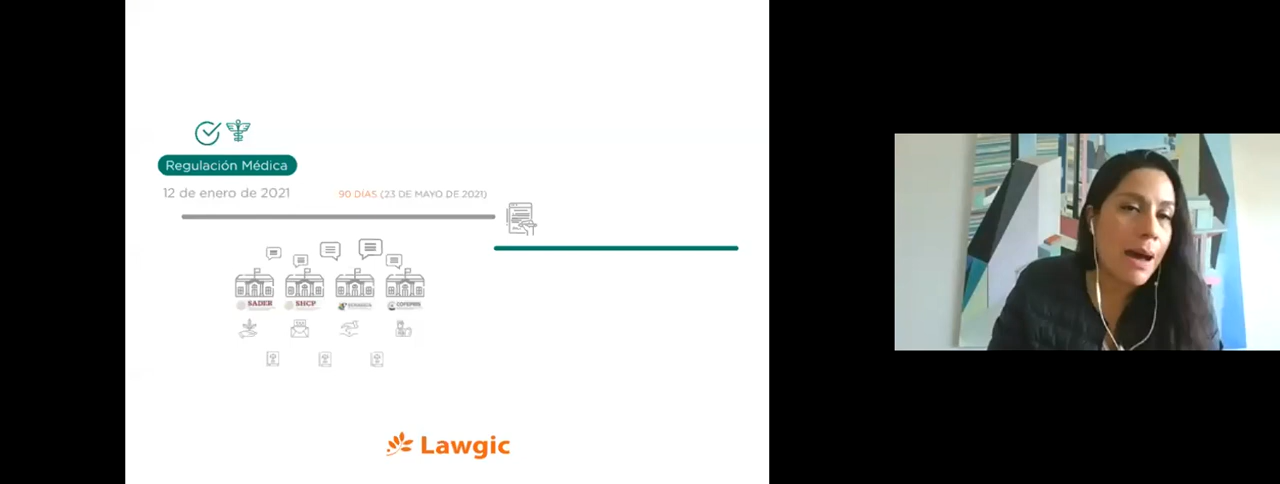 Regulación Médica
12 de enero de 2021
90 DÍAS (23 DE MAYO DE 2021)
SADER
SHCP
COFEPRIS
Lawgic